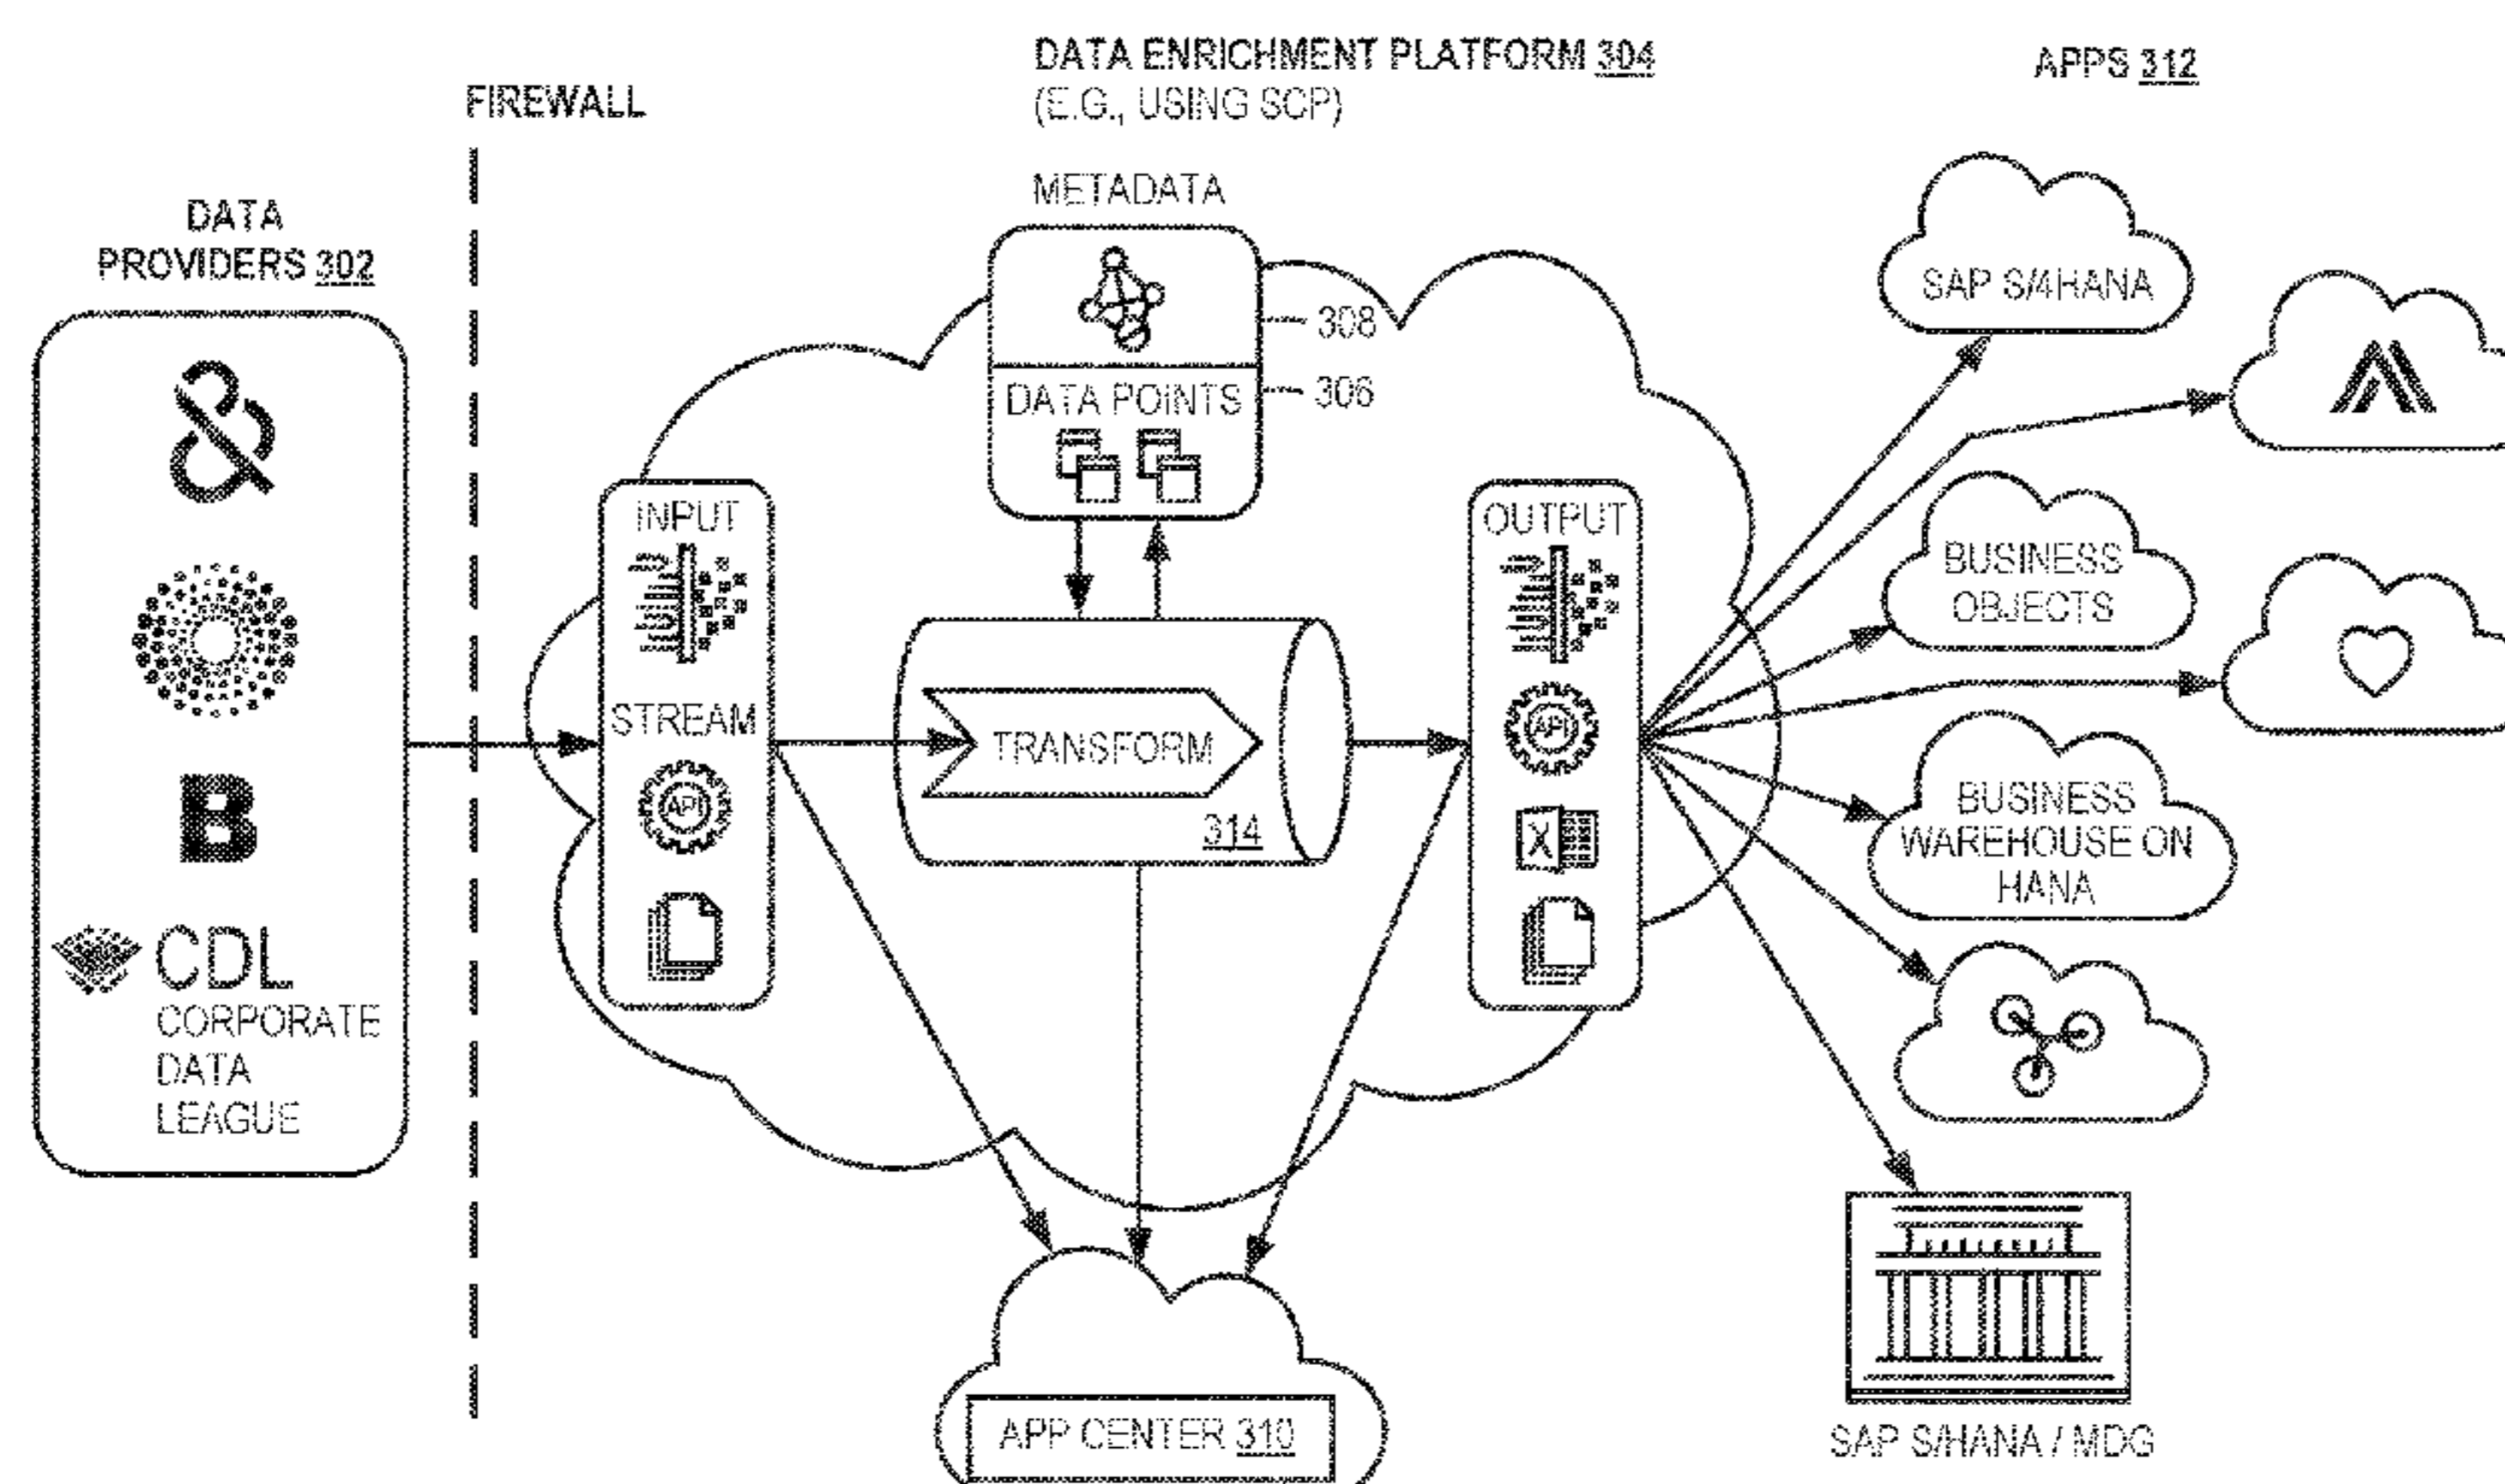 DATA ENRICHMENT PLATFORM 304
(E.G., USING SCP)
APPS 312
FIREWALL
METADATA
DATA
PROVIDERS 302
308
306
DATA POINTS
INPUT
STREAM
API
TRANSFORM
314
OUTPUT
API
X
B
CDL
CORPORATE
DATA
LEAGUE
SAP S/4HANA
BUSINESS
OBJECTS
BUSINESS
WAREHOUSE ON
HANA
APP CENTER 310
SAP S/HANA / MDG